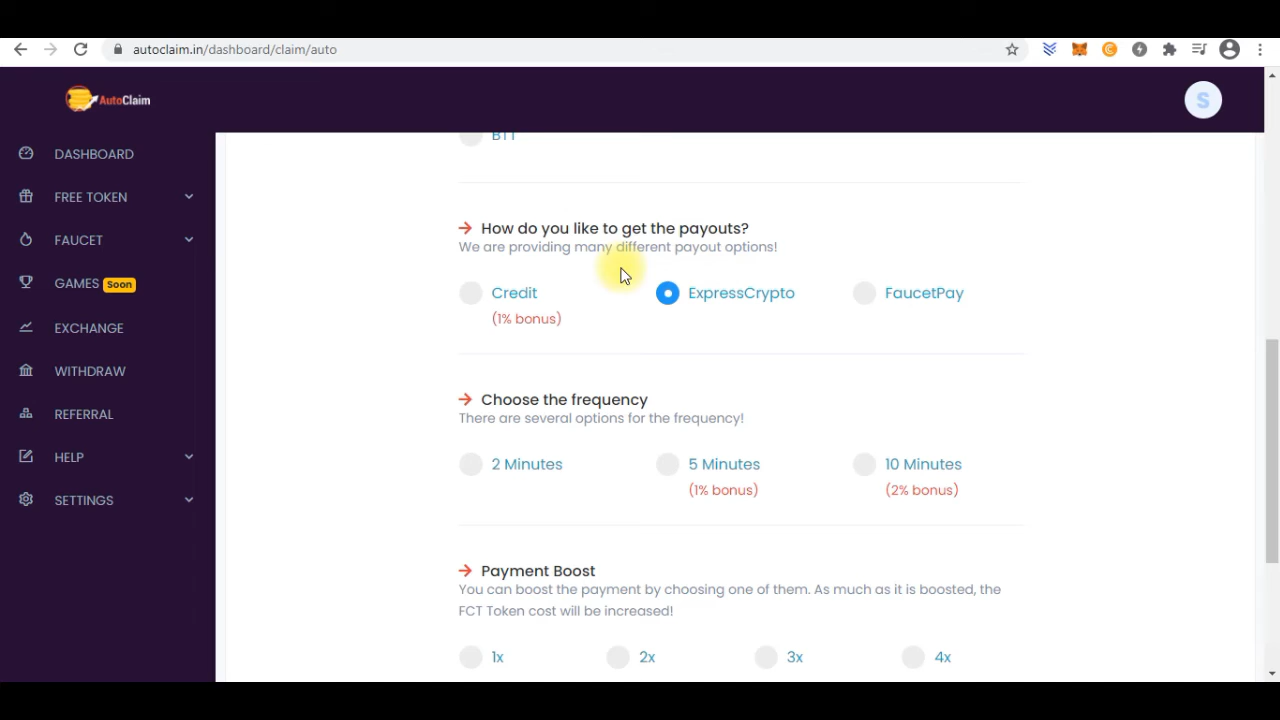 autoclaim.in/dashboard/claim/auto
AutoClaim
S
DASHBOARD
FREE TOKEN
FAUCET
GAMES Soon
EXCHANGE
WITHDRAW
REFERRAL
HELP
SETTINGS
BTT
How do you like to get the payouts?
We are providing many different payout options!
Credit ExpressCrypto FaucetPay
(1% bonus)
Choose the frequency
There are several options for the frequency!
2 Minutes 5 Minutes 10 Minutes
(1% bonus) (2% bonus)
Payment Boost
You can boost the payment by choosing one of them. As much as it is boosted, the
FCT Token cost will be increased!
1x 2x 3x 4x